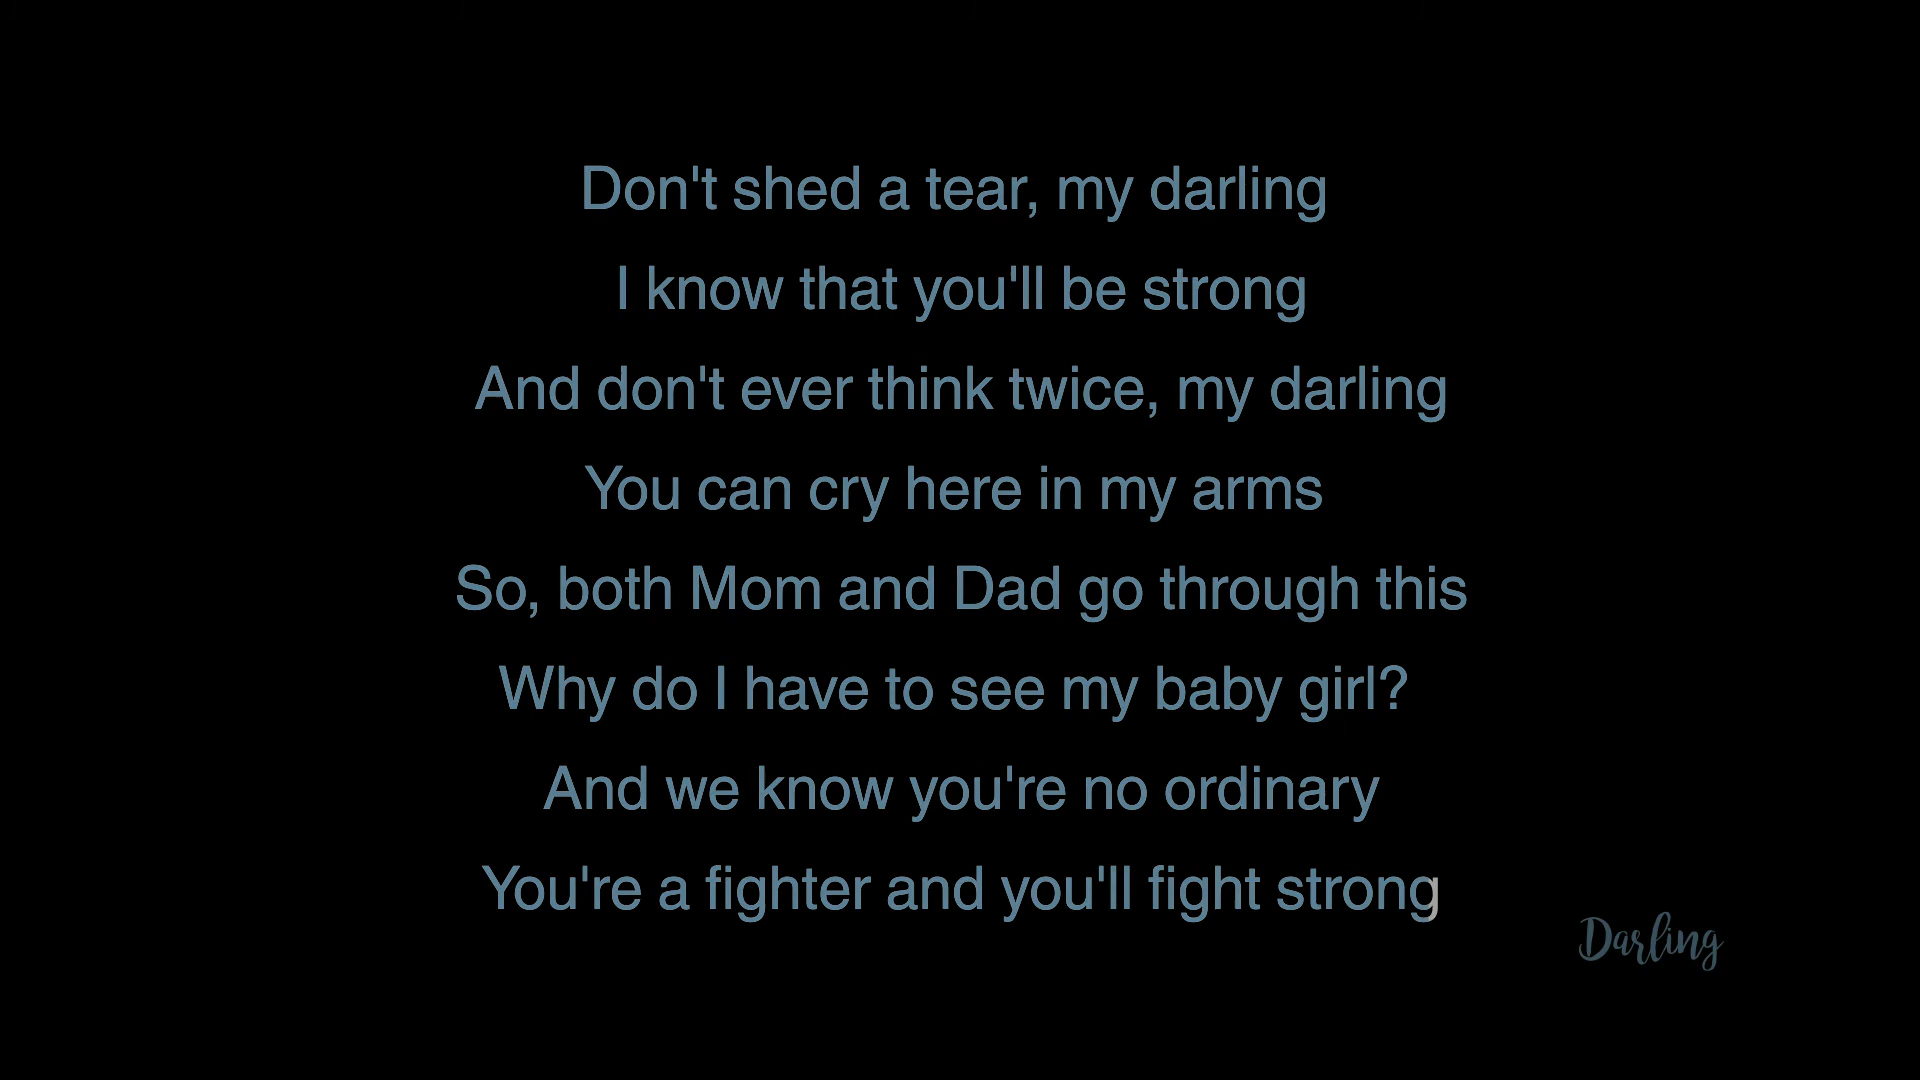 Don't shed a tear, my darling
I know that you'll be strong
And don't ever think twice, my darling
You can cry here in my arms
So, both Mom and Dad go through this
Why do I have to see my baby girl?
And we know you're no ordinary
You're a fighter and you'll fight strong
Darling